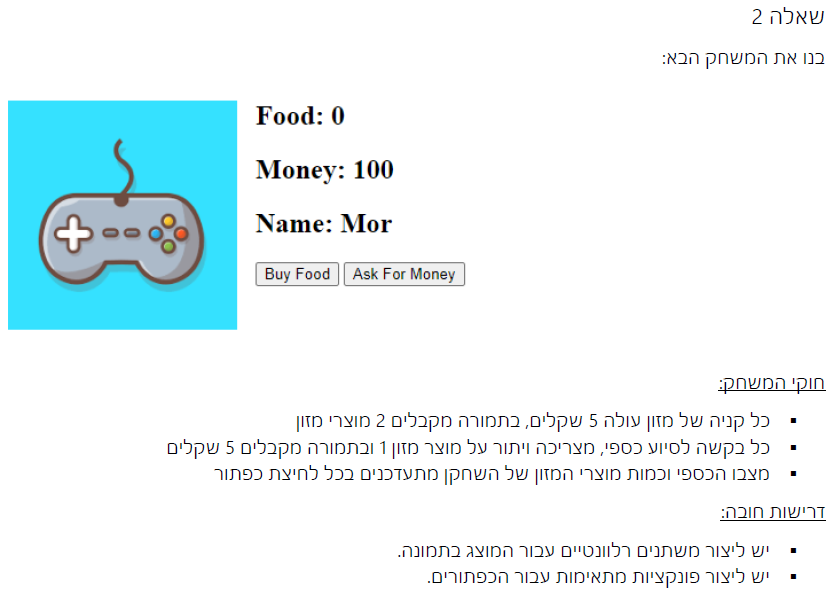 שאלה 2
בנו את המשחק הבא:
Food: 0
Money: 100
Name: Mor
Buy Food Ask For Money
חוקי המשחק:
▪ כל קניה של מזון עולה 5 שקלים, בתמורה מקבלים 2 מוצרי מזון
▪ כל בקשה לסיוע כספי, מצריכה ויתור על מוצר מזון 1 ובתמורה מקבלים 5 שקלים
▪ מצבו הכספי וכמות מוצרי המזון של השחקן מתעדכנים בכל לחיצת כפתור
דרישות חובה:
▪ יש ליצור משתנים רלוונטיים עבור המוצג בתמונה.
▪ יש ליצור פונקציות מתאימות עבור הכפתורים.